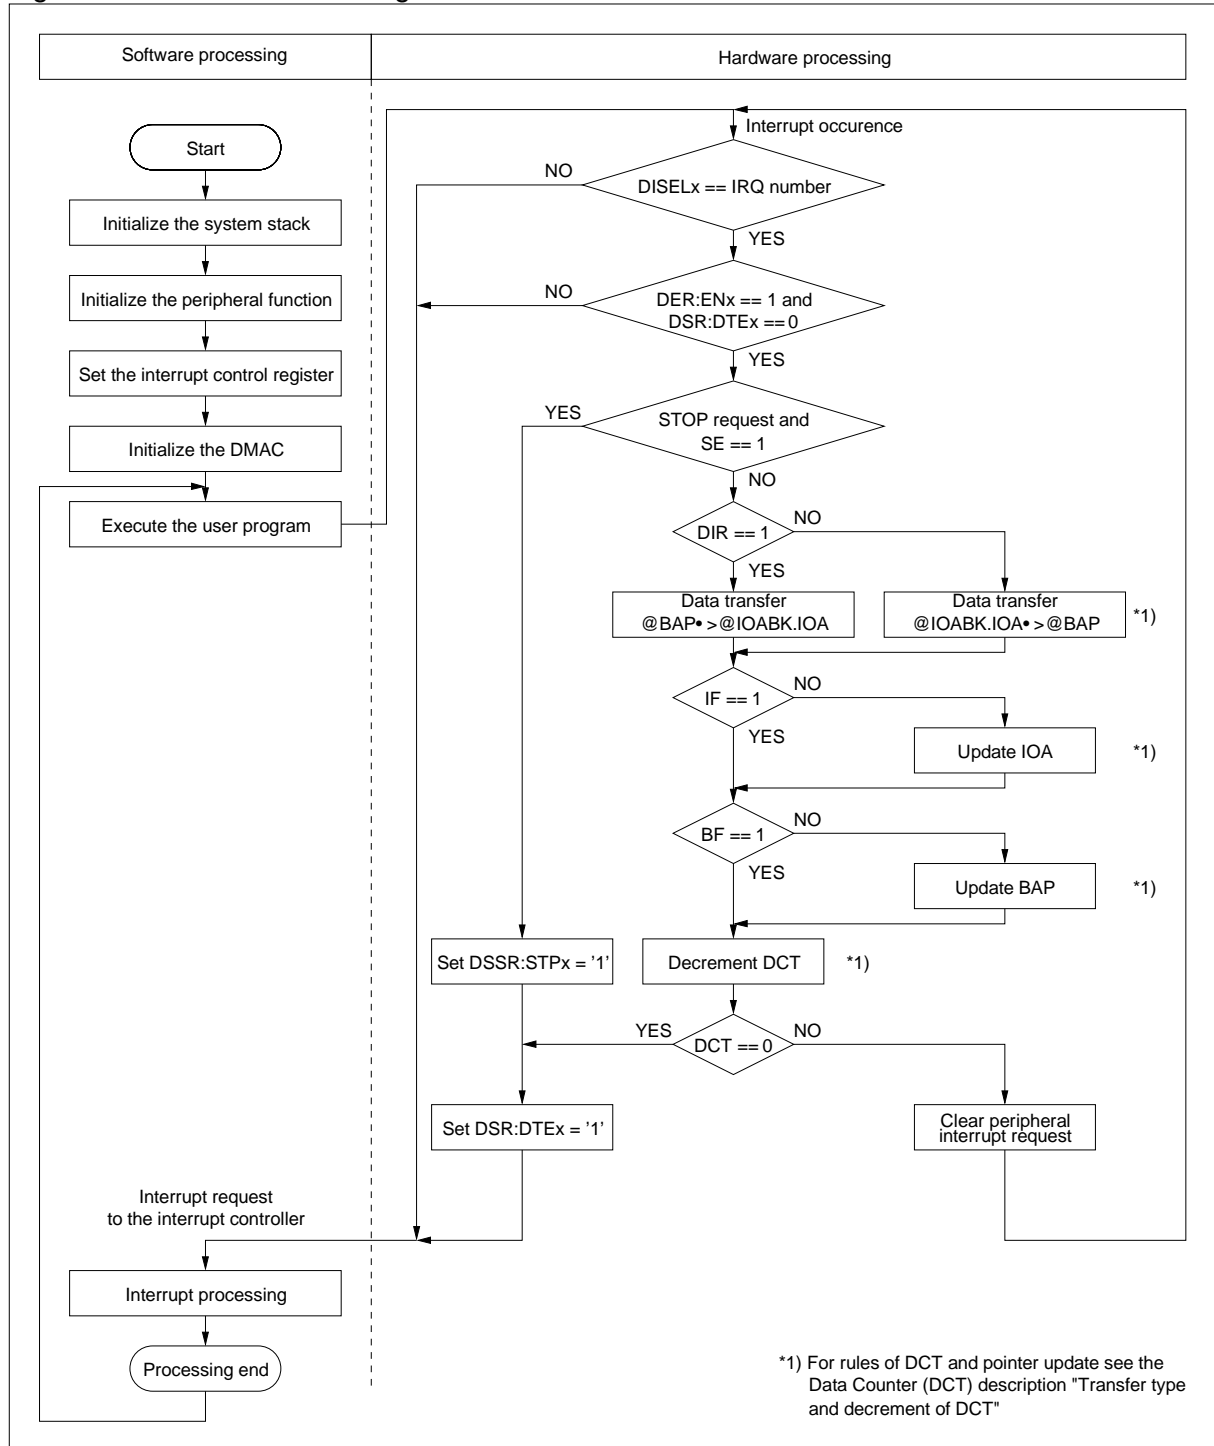 Software processing
Hardware processing
Start
Initialize the system stack
Initialize the peripheral function
Set the interrupt control register
Initialize the DMAC
Execute the user program
Interrupt occurence
NO
DISELx == IRQ number
YES
NO
DER:ENx == 1 and
DSR:DTEx == 0
YES
YES
STOP request and
SE == 1
NO
DIR == 1
NO
YES
Data transfer
@BAP• >@IOABK.IOA
Data transfer
@IOABK.IOA• >@BAP
*1)
IF == 1
NO
YES
Update IOA
*1)
BF == 1
NO
YES
Update BAP
*1)
Set DSSR:STPx = '1'
Decrement DCT
*1)
YES
DCT == 0
NO
Set DSR:DTEx = '1'
Clear peripheral
interrupt request
Interrupt request
to the interrupt controller
Interrupt processing
Processing end
*1) For rules of DCT and pointer update see the
Data Counter (DCT) description "Transfer type
and decrement of DCT"